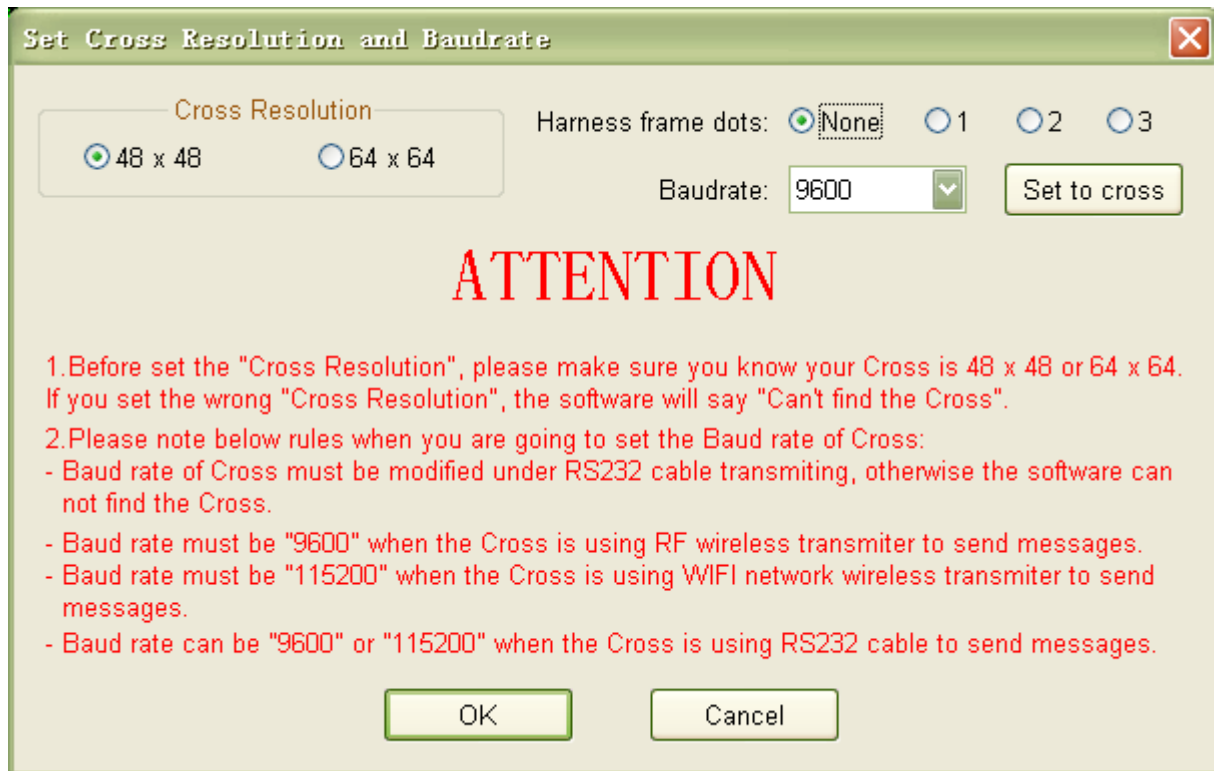 Set Cross Resolution and Baudrate
Cross Resolution
48 x 48
64 x 64
Harness frame dots:
None
1
2
3
Baudrate:
9600
Set to cross
ATTENTION
1.Before set the "Cross Resolution", please make sure you know your Cross is 48 x 48 or 64 x 64.
If you set the wrong "Cross Resolution", the software will say "Can't find the Cross".
2.Please note below rules when you are going to set the Baud rate of Cross:
- Baud rate of Cross must be modified under RS232 cable transmiting, otherwise the software can
not find the Cross.
- Baud rate must be "9600" when the Cross is using RF wireless transmiter to send messages.
- Baud rate must be "115200" when the Cross is using WIFI network wireless transmiter to send
messages.
- Baud rate can be "9600" or "115200" when the Cross is using RS232 cable to send messages.
OK
Cancel